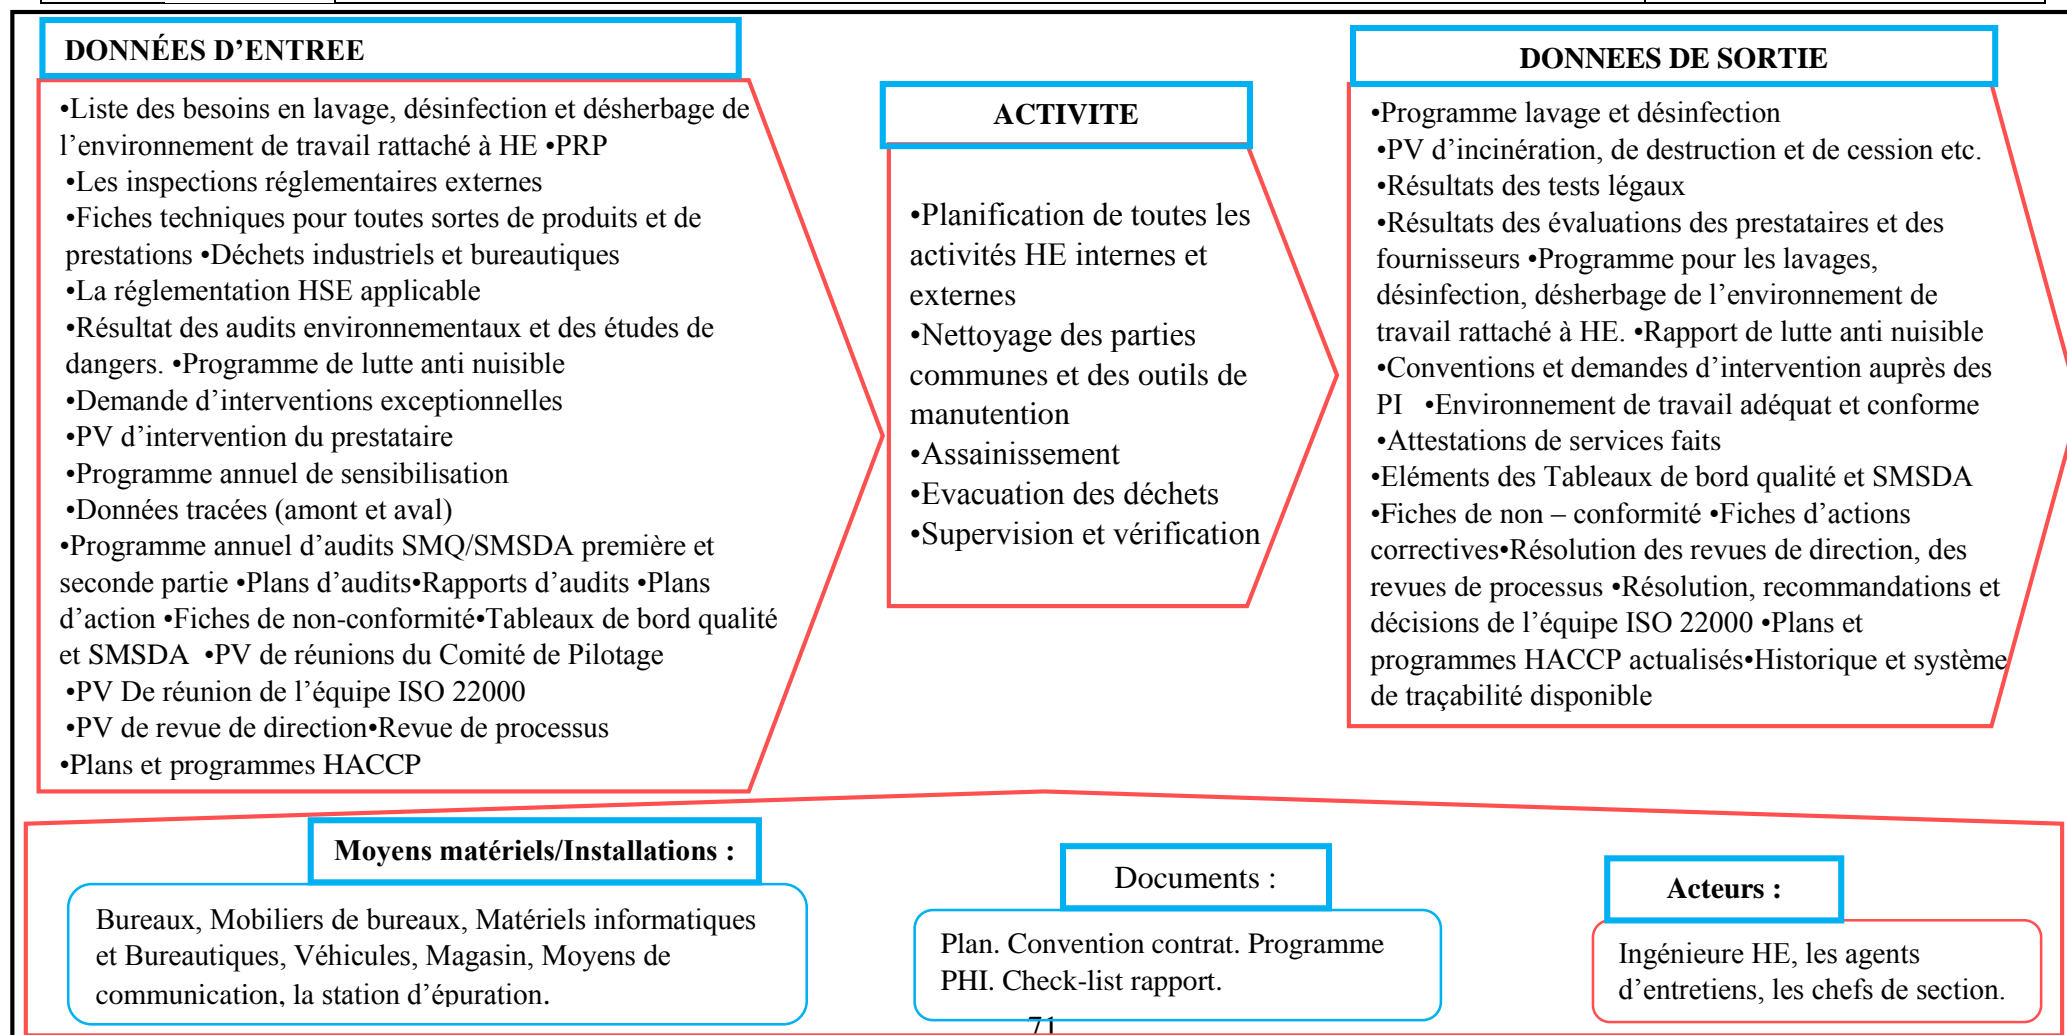 DONNÉES D’ENTREE
•Liste des besoins en lavage, désinfection et désherbage de
l’environnement de travail rattaché à HE •PRP
•Les inspections réglementaires externes
•Fiches techniques pour toutes sortes de produits et de
prestations •Déchets industriels et bureautiques
•La réglementation HSE applicable
•Résultat des audits environnementaux et des études de
dangers. •Programme de lutte anti nuisible
•Demande d’interventions exceptionnelles
•PV d’intervention du prestataire
•Programme annuel de sensibilisation
•Données tracées (amont et aval)
•Programme annuel d’audits SMQ/SMSDA première et
seconde partie •Plans d’audits•Rapports d’audits •Plans
d’action •Fiches de non-conformité•Tableaux de bord qualité
et SMSDA •PV de réunions du Comité de Pilotage
•PV De réunion de l’équipe ISO 22000
•PV de revue de direction•Revue de processus
•Plans et programmes HACCP
ACTIVITE
•Planification de toutes les
activités HE internes et
externes
•Nettoyage des parties
communes et des outils de
manutention
•Assainissement
•Evacuation des déchets
•Supervision et vérification
DONNEES DE SORTIE
•Programme lavage et désinfection
•PV d’incinération, de destruction et de cession etc.
•Résultats des tests légaux
•Résultats des évaluations des prestataires et des
fournisseurs •Programme pour les lavages,
désinfection, désherbage de l’environnement de
travail rattaché à HE. •Rapport de lutte anti nuisible
•Conventions et demandes d’intervention auprès des
PI •Environnement de travail adéquat et conforme
•Attestations de services faits
•Eléments des Tableaux de bord qualité et SMSDA
•Fiches de non – conformité •Fiches d’actions
correctives•Résolution des revues de direction, des
revues de processus •Résolution, recommandations et
décisions de l’équipe ISO 22000 •Plans et
programmes HACCP actualisés•Historique et système
de traçabilité disponible
Moyens matériels/Installations :
Bureaux, Mobiliers de bureaux, Matériels informatiques
et Bureautiques, Véhicules, Magasin, Moyens de
communication, la station d’épuration.
Documents :
Plan. Convention contrat. Programme
PHI. Check-list rapport.
Acteurs :
Ingénieure HE, les agents
d’entretiens, les chefs de section.
71